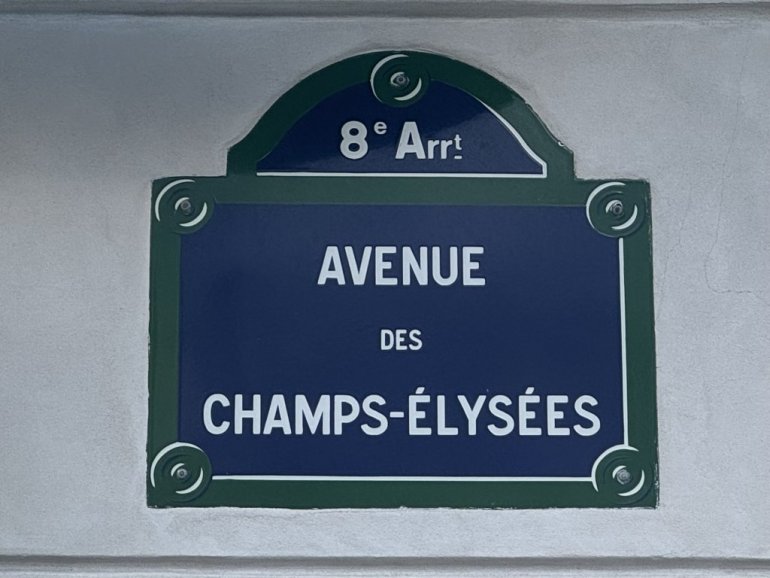 8e Arrt
AVENUE
DES
CHAMPS-ÉLYSÉES